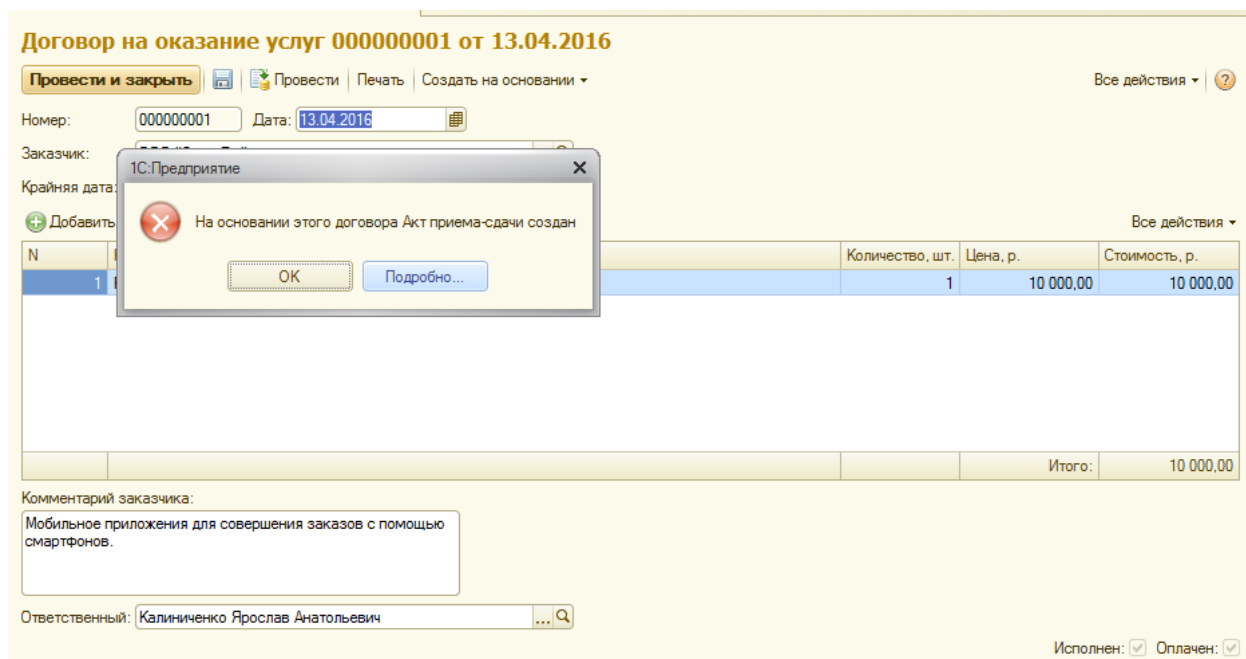 Договор на оказание услуг 000000001 от 13.04.2016
Провести и закрыть Провести Печать Создать на основании Все действия ?
Номер: 000000001 Дата: 13.04.2016
Заказчик:
1С:Предприятие
Крайняя дата:
На основании этого договора Акт приема-сдачи создан
Добавить Все действия
N Количество, шт. Цена, р. Стоимость, р.
OK Подробно...
1 1 10 000,00 10 000,00
Итого: 10 000,00
Комментарий заказчика:
Мобильное приложения для совершения заказов с помощью
смартфонов.
Ответственный: Калиниченко Ярослав Анатольевич ...
Исполнен: Оплачен: